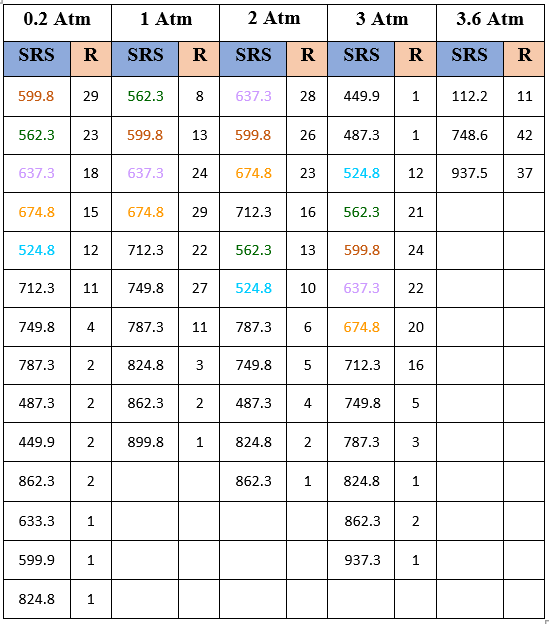 0.2 Atm 1 Atm 2 Atm 3 Atm 3.6 Atm
SRS R SRS R SRS R SRS R SRS R
599.8 29 562.3 8 637.3 28 449.9 1 112.2 11
562.3 23 599.8 13 599.8 26 487.3 1 748.6 42
637.3 18 637.3 24 674.8 23 524.8 12 937.5 37
674.8 15 674.8 29 712.3 16 562.3 21
524.8 12 712.3 22 562.3 13 599.8 24
712.3 11 749.8 27 524.8 10 637.3 22
749.8 4 787.3 11 787.3 6 674.8 20
787.3 2 824.8 3 749.8 5 712.3 16
487.3 2 862.3 2 487.3 4 749.8 5
449.9 2 899.8 1 824.8 2 787.3 3
862.3 2 862.3 1 824.8 1
633.3 1 862.3 2
599.9 1 937.3 1
824.8 1